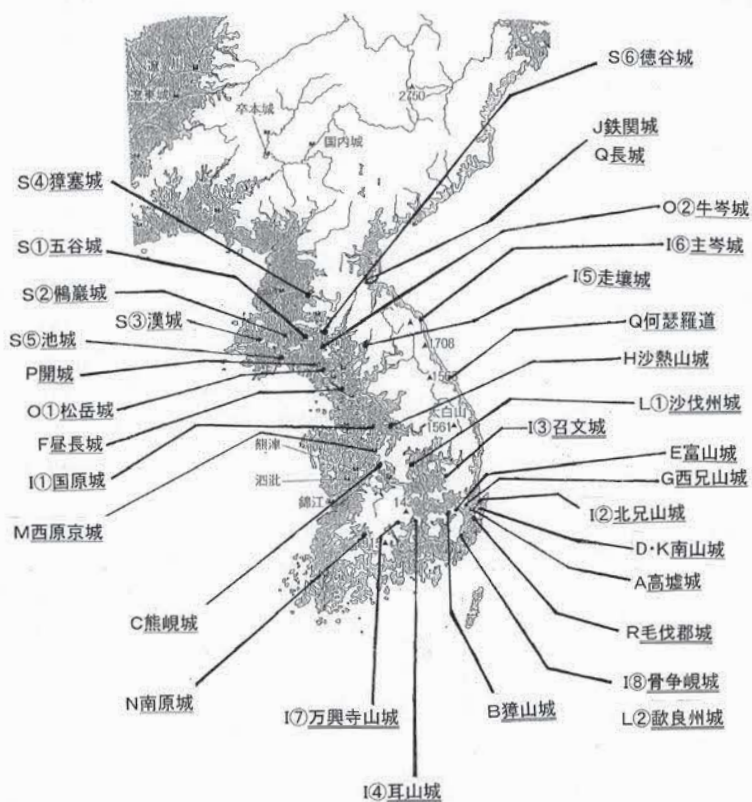 S⑥徳谷城
J鉄関城
Q長城
O②牛岑城
I⑥主岑城
I⑤走壌城
Q何瑟羅道
H沙熱山城
L①沙伐州城
I③召文城
E富山城
G西兄山城
I②北兄山城
D・K南山城
A高墟城
R毛伐郡城
I⑧骨争峴城
L②歃良州城
B獐山城
I④耳山城
I⑦万興寺山城
N南原城
C熊峴城
M西原京城
I①国原城
F昼長城
O①松岳城
P開城
S⑤池城
S③漢城
S②鵂巖城
S①五谷城
S④獐塞城
遼東城
卒本城
国内城
2750
1708
太白山
1561
熊津
泗沘
錦江